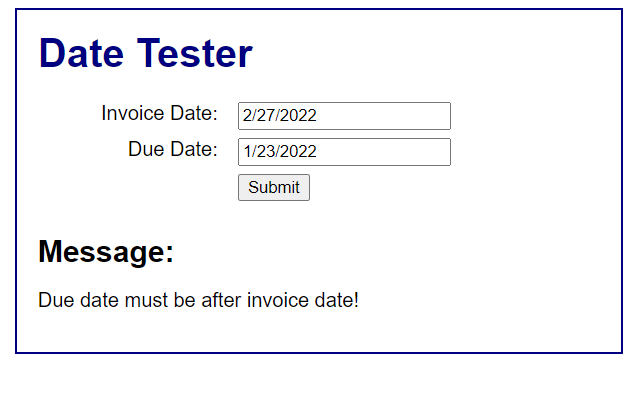 Date Tester
Invoice Date: 2/27/2022
Due Date: 1/23/2022
Submit
Message:
Due date must be after invoice date!